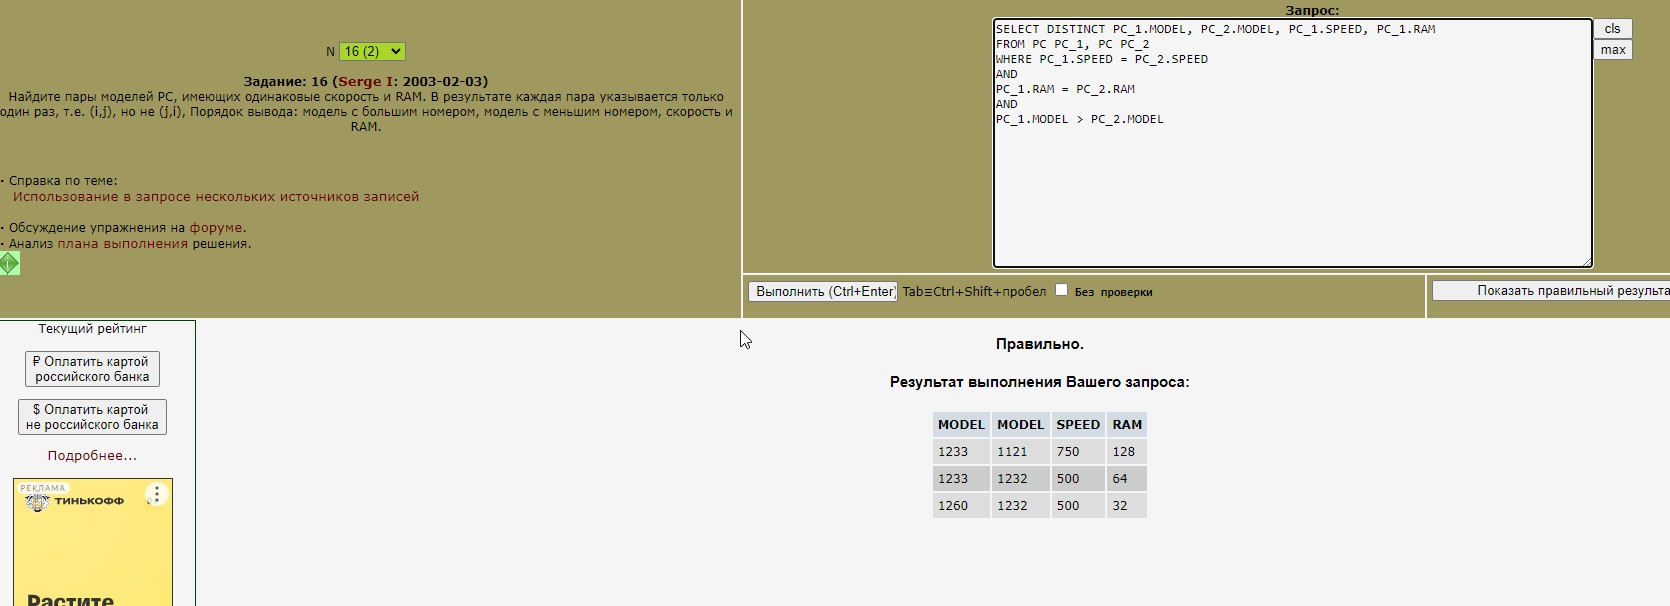 N 16 (2)
Задание: 16 (Serge I: 2003-02-03)
Найдите пары моделей PC, имеющих одинаковые скорость и RAM. В результате каждая пара указывается только
один раз, т.е. (i,j), но не (j,i), Порядок вывода: модель с большим номером, модель с меньшим номером, скорость и
RAM.
· Справка по теме:
Использование в запросе нескольких источников записей
· Обсуждение упражнения на форуме.
· Анализ плана выполнения решения.
Запрос:
SELECT DISTINCT PC_1.MODEL, PC_2.MODEL, PC_1.SPEED, PC_1.RAM
FROM PC PC_1, PC PC_2
WHERE PC_1.SPEED = PC_2.SPEED
AND
PC_1.RAM = PC_2.RAM
AND
PC_1.MODEL > PC_2.MODEL
cls
max
Выполнить (Ctrl+Enter) Tab≡Ctrl+Shift+пробел Без проверки
Показать правильный результа
Текущий рейтинг
₽ Оплатить картой
российского банка
$ Оплатить картой
не российского банка
Подробнее...
РЕКЛАМА
ТИНЬКОФФ
Растите
Правильно.
Результат выполнения Вашего запроса:
MODEL MODEL SPEED RAM
1233 1121 750 128
1233 1232 500 64
1260 1232 500 32